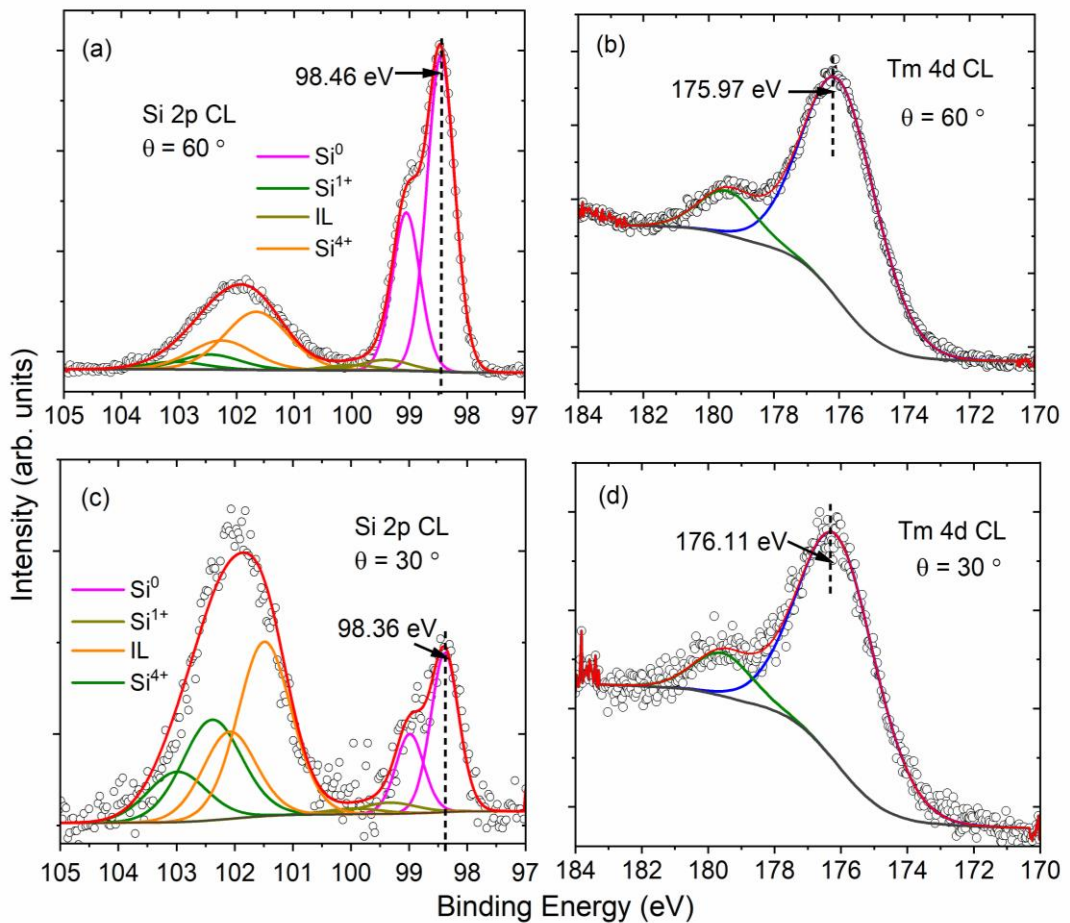 (a)
98.46 eV
Si 2p CL
θ = 60 °
Si⁰
Si¹⁺
IL
Si⁴⁺
105 104 103 102 101 100 99 98 97
(b)
Tm 4d CL
175.97 eV
θ = 60 °
184 182 180 178 176 174 172 170
(c)
Si 2p CL
θ = 30 °
Si⁰
Si¹⁺
IL
Si⁴⁺
98.36 eV
105 104 103 102 101 100 99 98 97
(d)
176.11 eV
Tm 4d CL
θ = 30 °
184 182 180 178 176 174 172 170
Intensity (arb. units)
Binding Energy (eV)